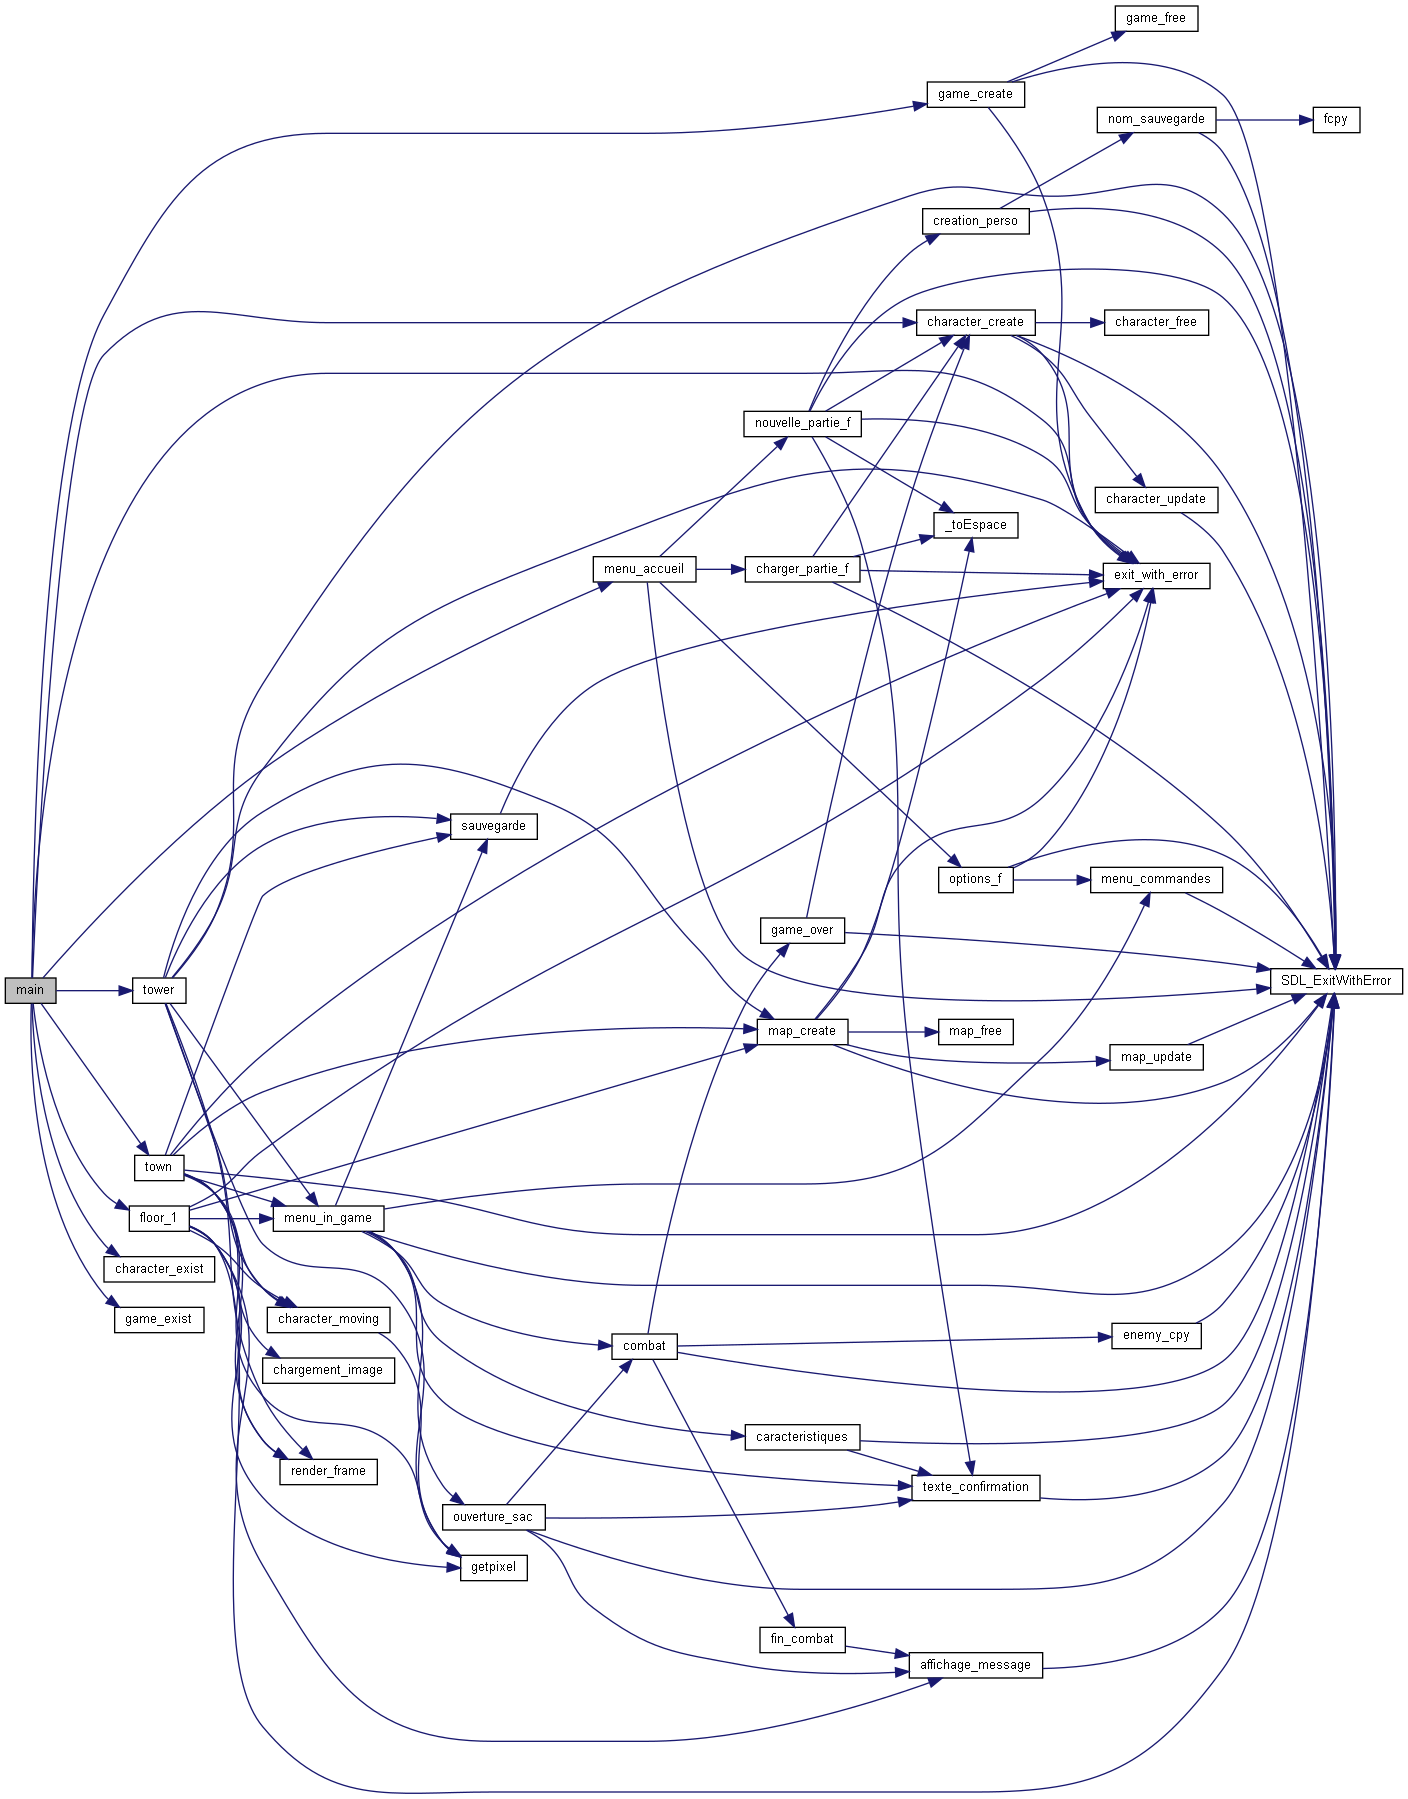 game_free
game_create
nom_sauvegarde
fcpy
creation_perso
character_create
character_free
nouvelle_partie_f
character_update
_toEspace
menu_accueil
charger_partie_f
exit_with_error
sauvegarde
options_f
menu_commandes
game_over
main
tower
SDL_ExitWithError
map_create
map_free
map_update
town
floor_1
menu_in_game
character_exist
game_exist
character_moving
enemy_cpy
combat
chargement_image
caracteristiques
render_frame
texte_confirmation
ouverture_sac
getpixel
fin_combat
affichage_message